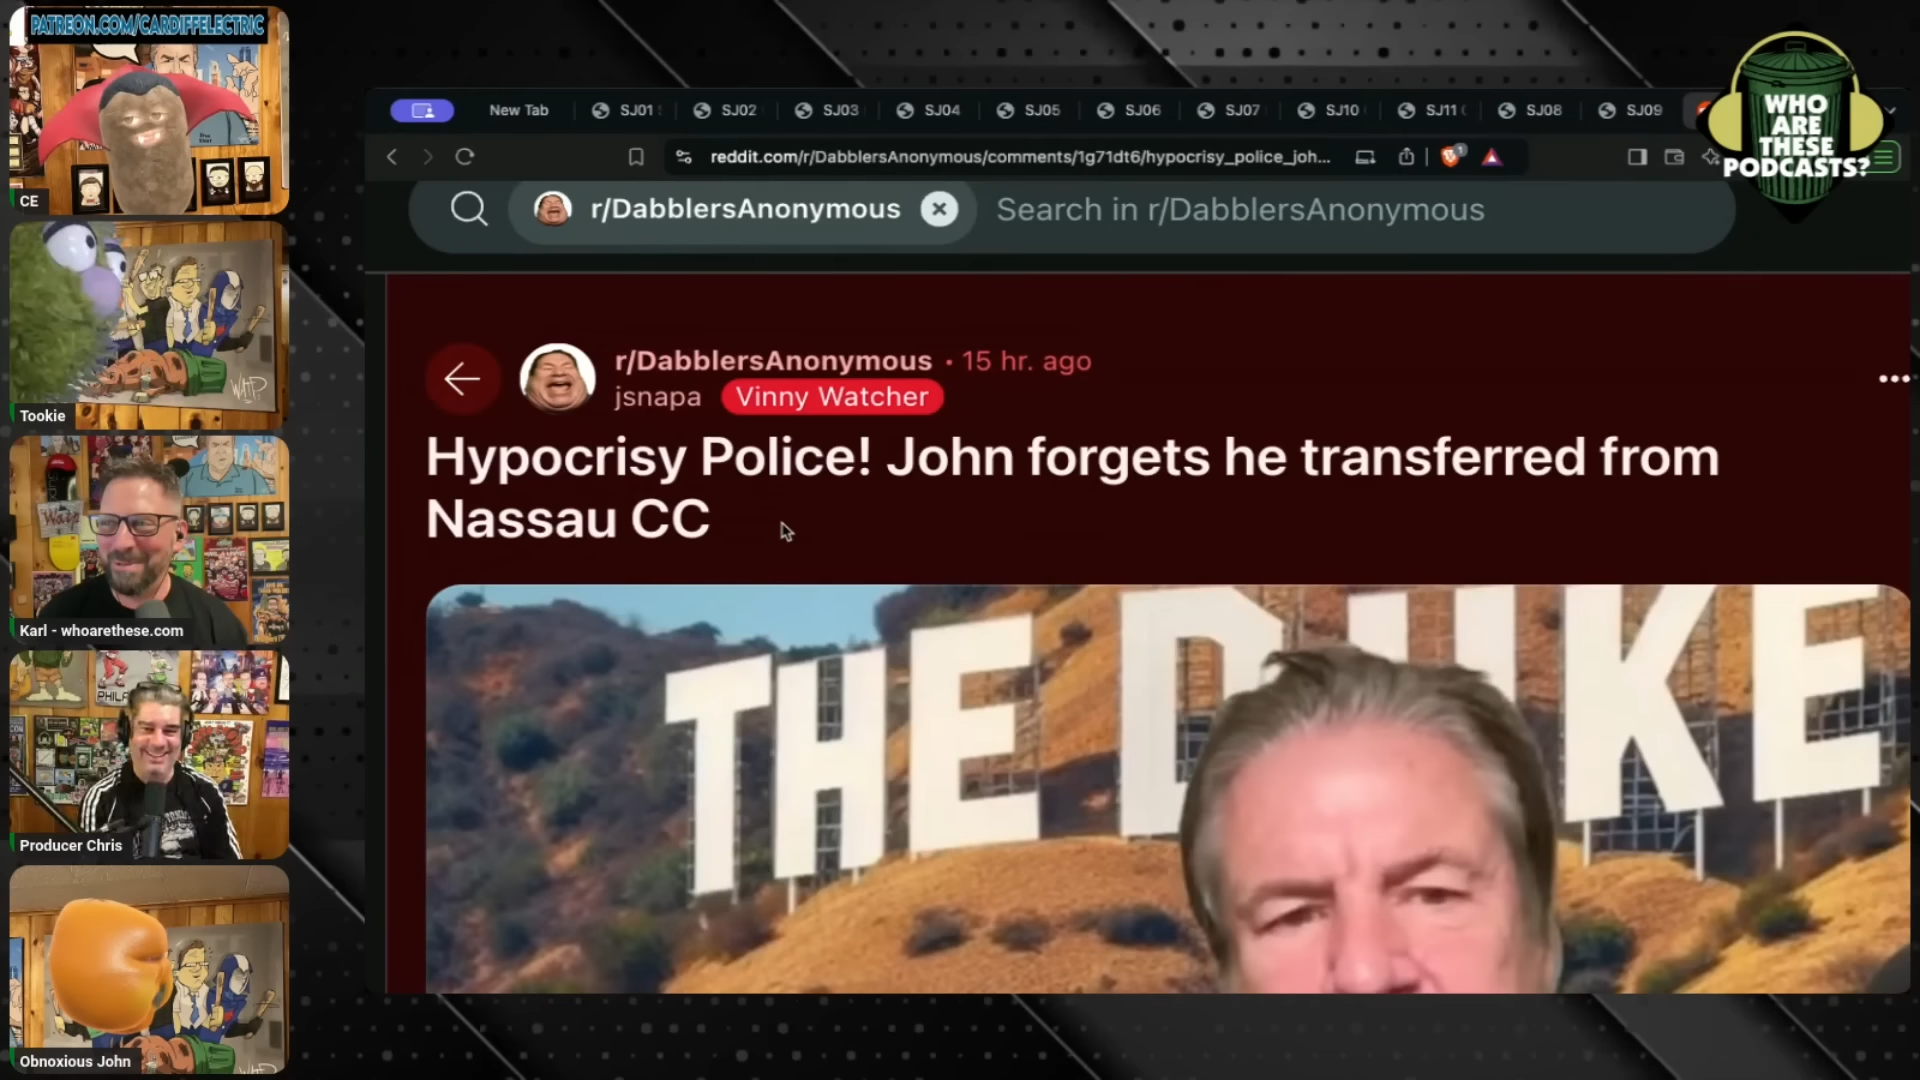 PATREON.COM/CARDIFFELECTRIC
CE
Tookie
Karl - whoarethese.com
Producer Chris
Obnoxious John
New Tab
SJ01
SJ02
SJ03
SJ04
SJ05
SJ06
SJ07
SJ10
SJ11
SJ08
SJ09
reddit.com/r/DabblersAnonymous/comments/1g71dt6/hypocrisy_police_joh...
WHO
ARE
THESE
PODCASTS?
r/DabblersAnonymous
Search in r/DabblersAnonymous
r/DabblersAnonymous • 15 hr. ago
jsnapa Vinny Watcher
Hypocrisy Police! John forgets he transferred from
Nassau CC
THE DUKE